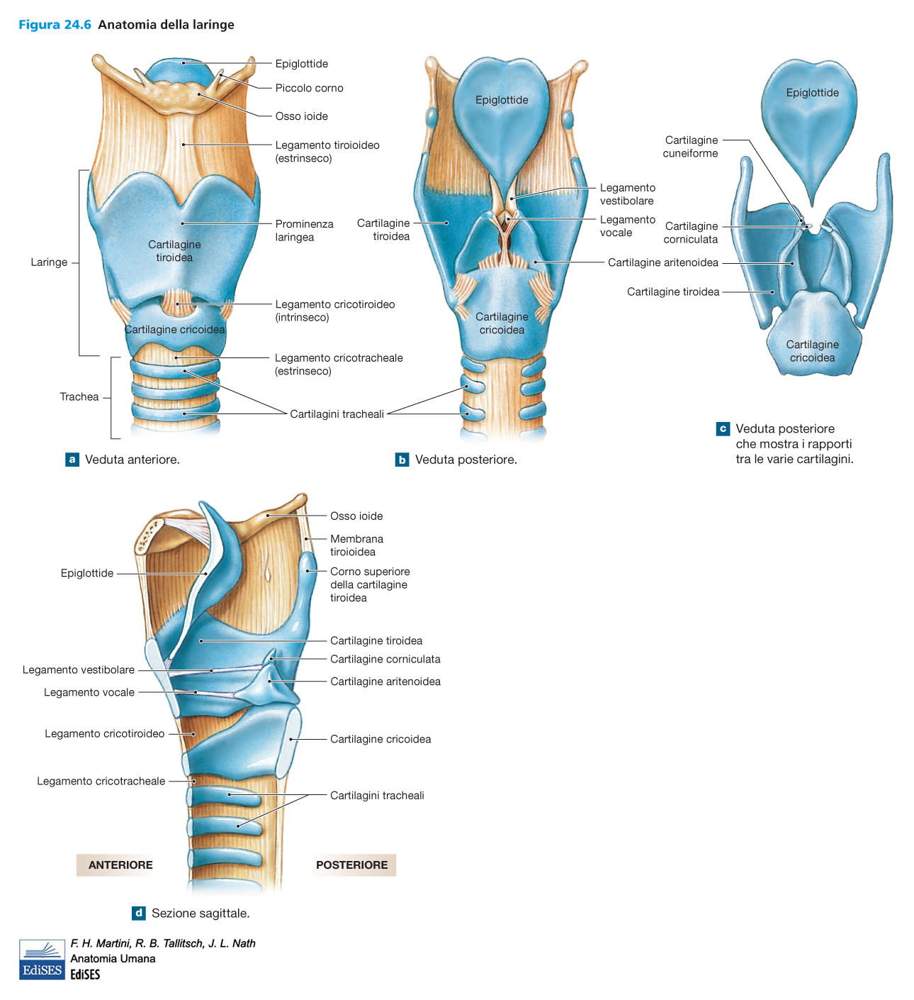 Figura 24.6 Anatomia della laringe
Epiglottide
Piccolo corno
Osso ioide
Legamento tiroioideo
(estrinseco)
Prominenza
laringea
Cartilagine
tiroidea
Laringe
Legamento cricotiroideo
(intrinseco)
Cartilagine cricoidea
Legamento cricotracheale
(estrinseco)
Trachea
Cartilagini tracheali
a Veduta anteriore.
Epiglottide
Legamento
vestibolare
Legamento
vocale
Cartilagine
tiroidea
Cartilagine aritenoidea
Cartilagine
cricoidea
b Veduta posteriore.
Epiglottide
Cartilagine
cuneiforme
Cartilagine
corniculata
Cartilagine tiroidea
Cartilagine
cricoidea
c Veduta posteriore
che mostra i rapporti
tra le varie cartilagini.
Osso ioide
Membrana
tiroioidea
Epiglottide
Corno superiore
della cartilagine
tiroidea
Cartilagine tiroidea
Cartilagine corniculata
Legamento vestibolare
Cartilagine aritenoidea
Legamento vocale
Legamento cricotiroideo
Cartilagine cricoidea
Legamento cricotracheale
Cartilagini tracheali
ANTERIORE
POSTERIORE
d Sezione sagittale.
F. H. Martini, R. B. Tallitsch, J. L. Nath
Anatomia Umana
EdiSES
EdiSES